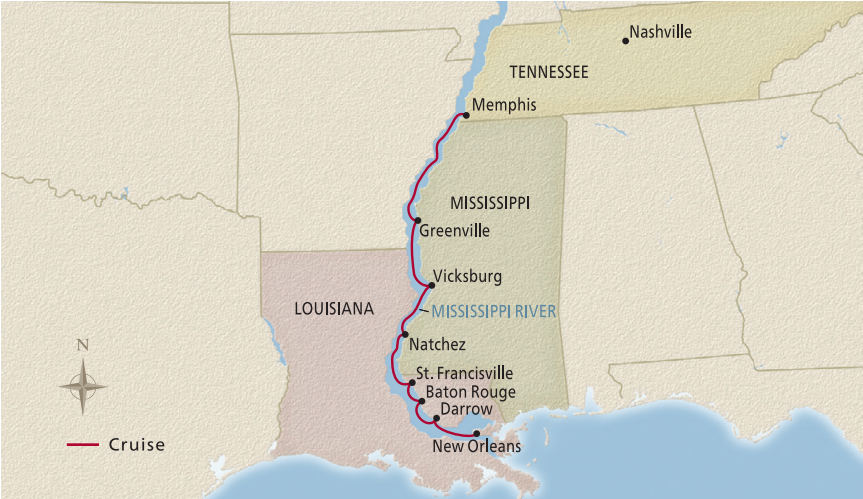 Nashville
TENNESSEE
Memphis
MISSISSIPPI
Greenville
Vicksburg
LOUISIANA
MISSISSIPPI RIVER
Natchez
N
St. Francisville
Baton Rouge
Darrow
Cruise
New Orleans